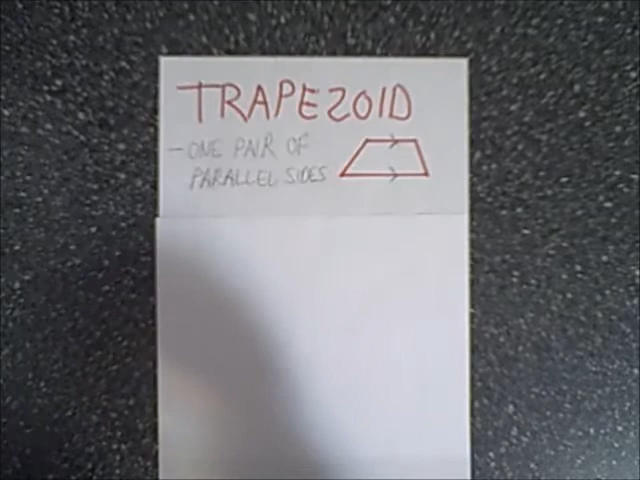 TRAPEZOID
- ONE PAIR OF
PARALLEL SIDES